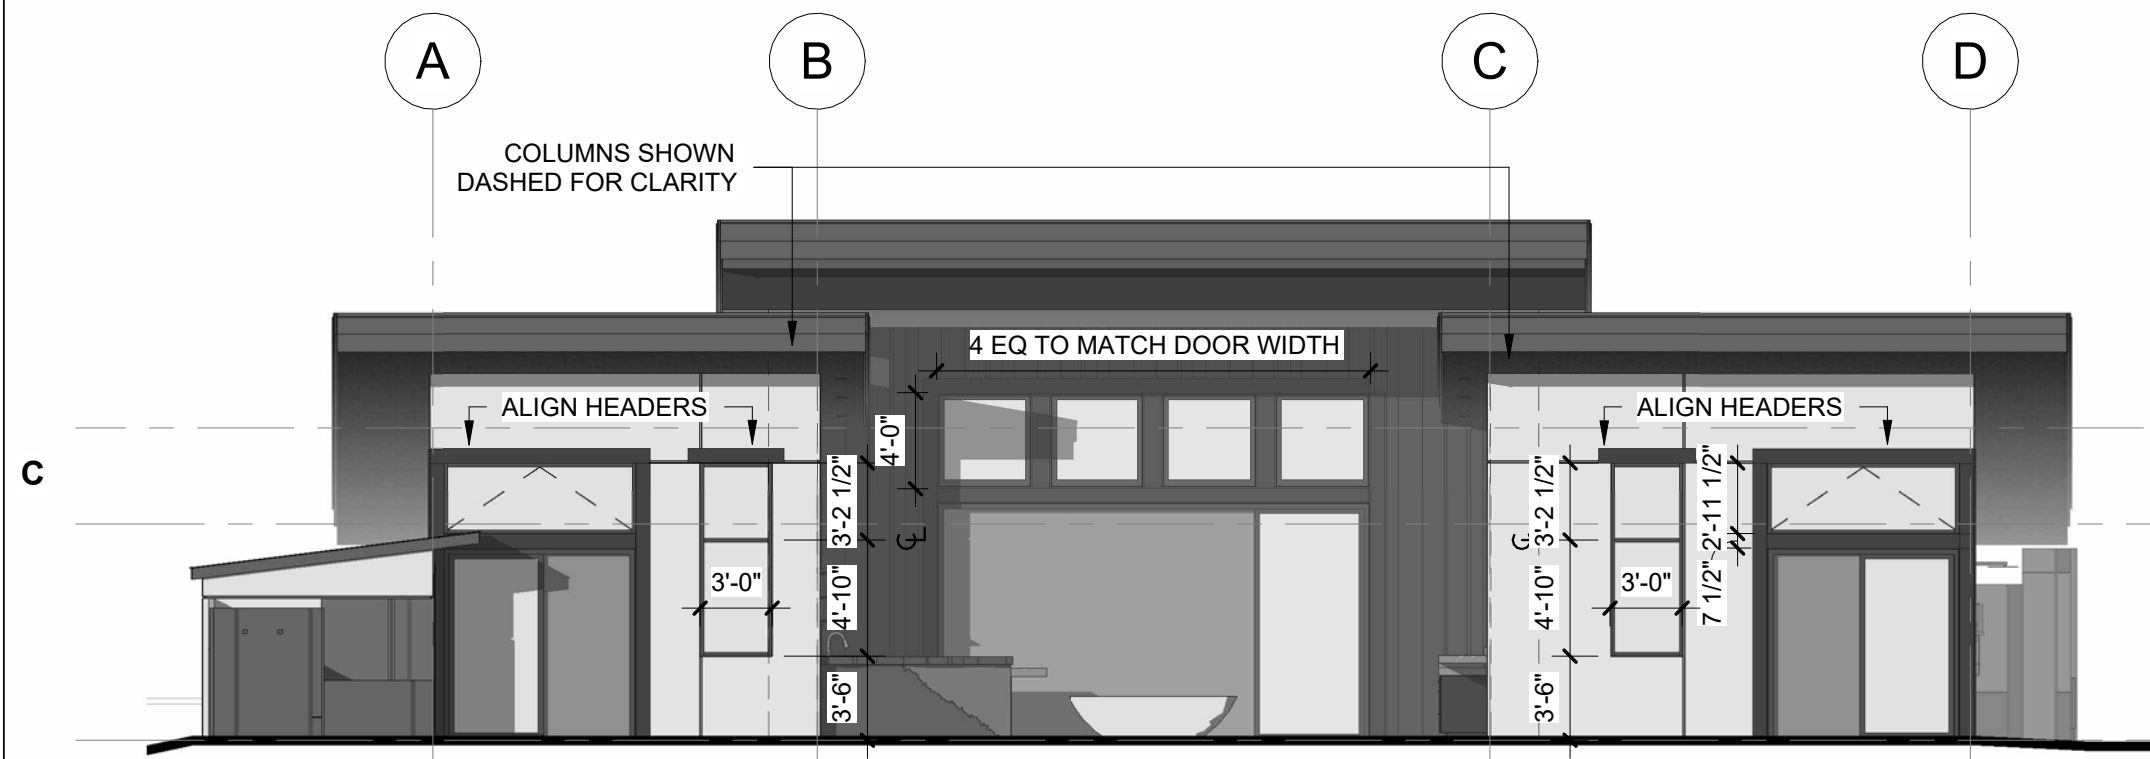 A
B
C
D
COLUMNS SHOWN
DASHED FOR CLARITY
4 EQ TO MATCH DOOR WIDTH
ALIGN HEADERS
ALIGN HEADERS
4'-0"
C
3'-2 1/2"
CL
3'-2 1/2"
CL
2'-11 1/2"
3'-0"
4'-10"
4'-10"
3'-0"
7 1/2"
3'-6"
3'-6"